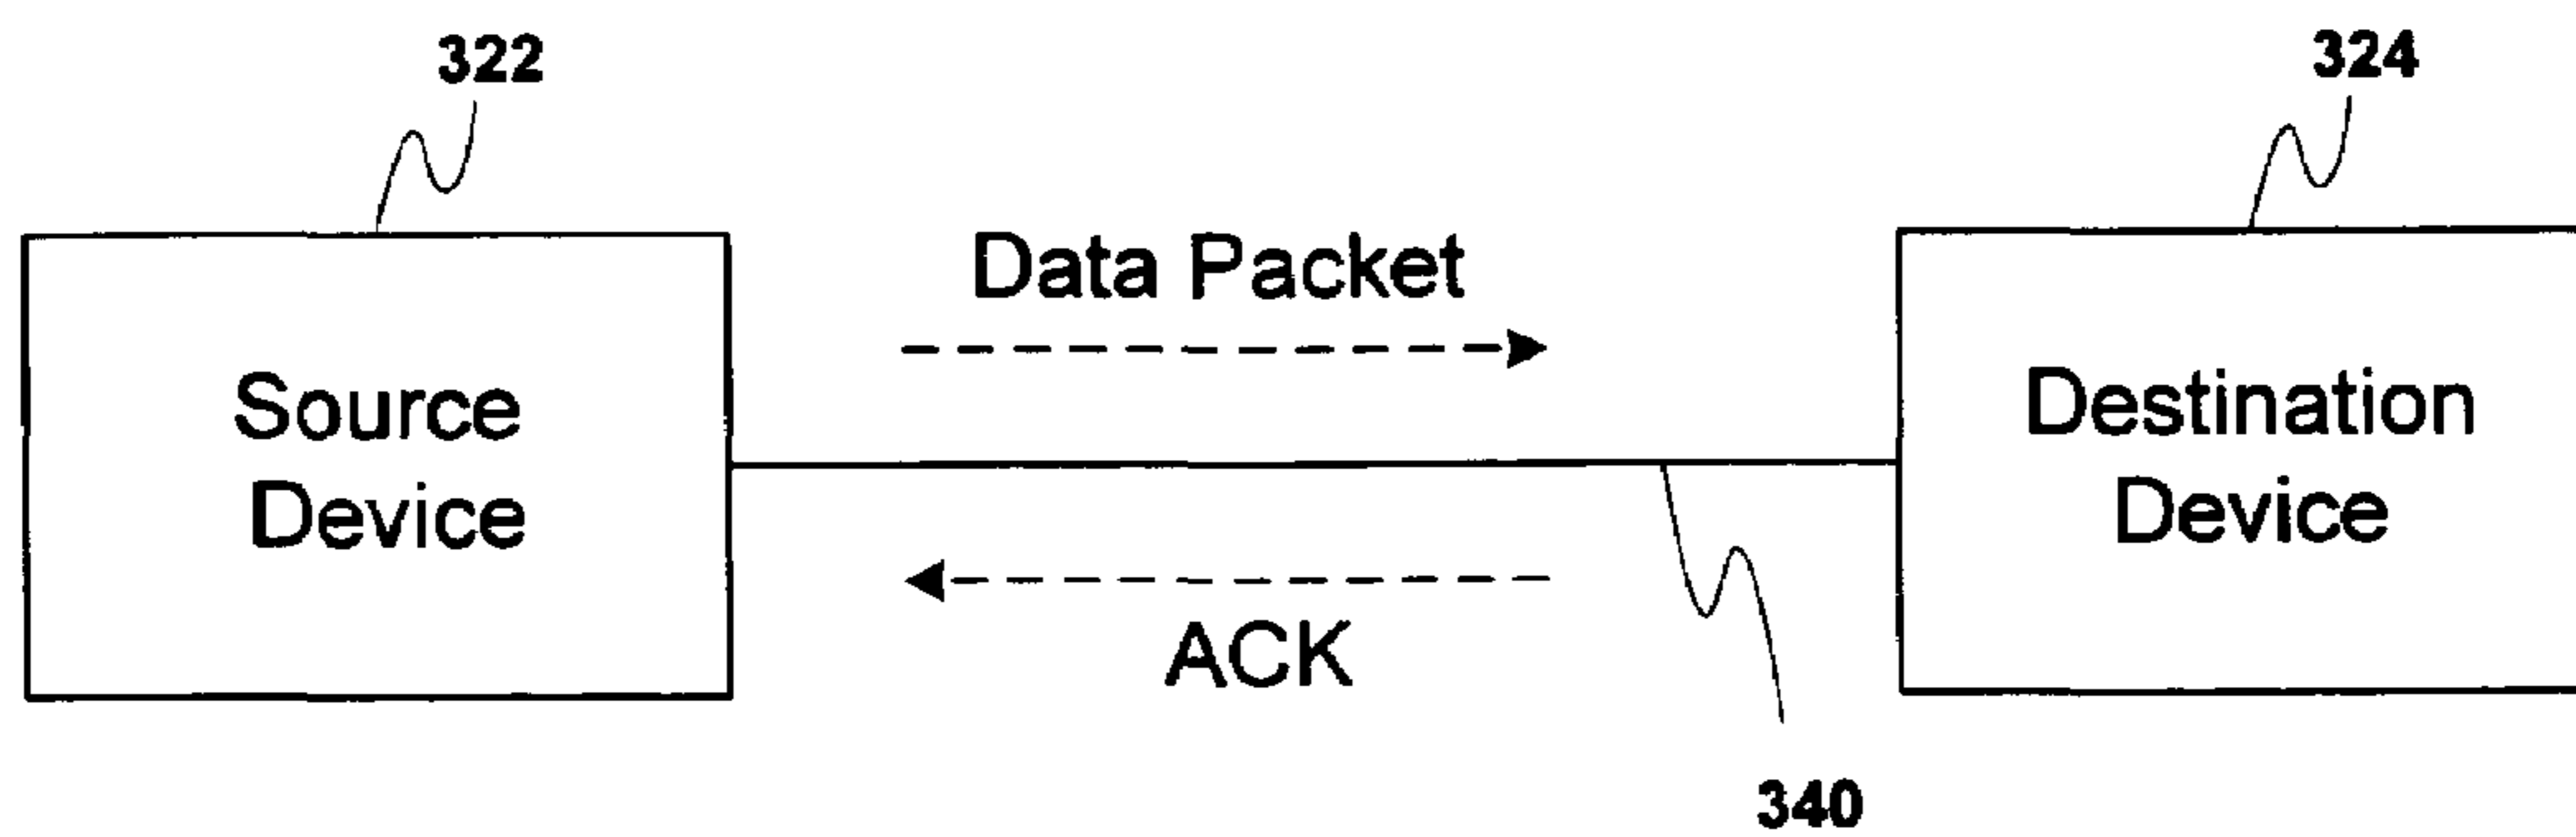 322
324
Data Packet
Source
Device
Destination
Device
ACK
340